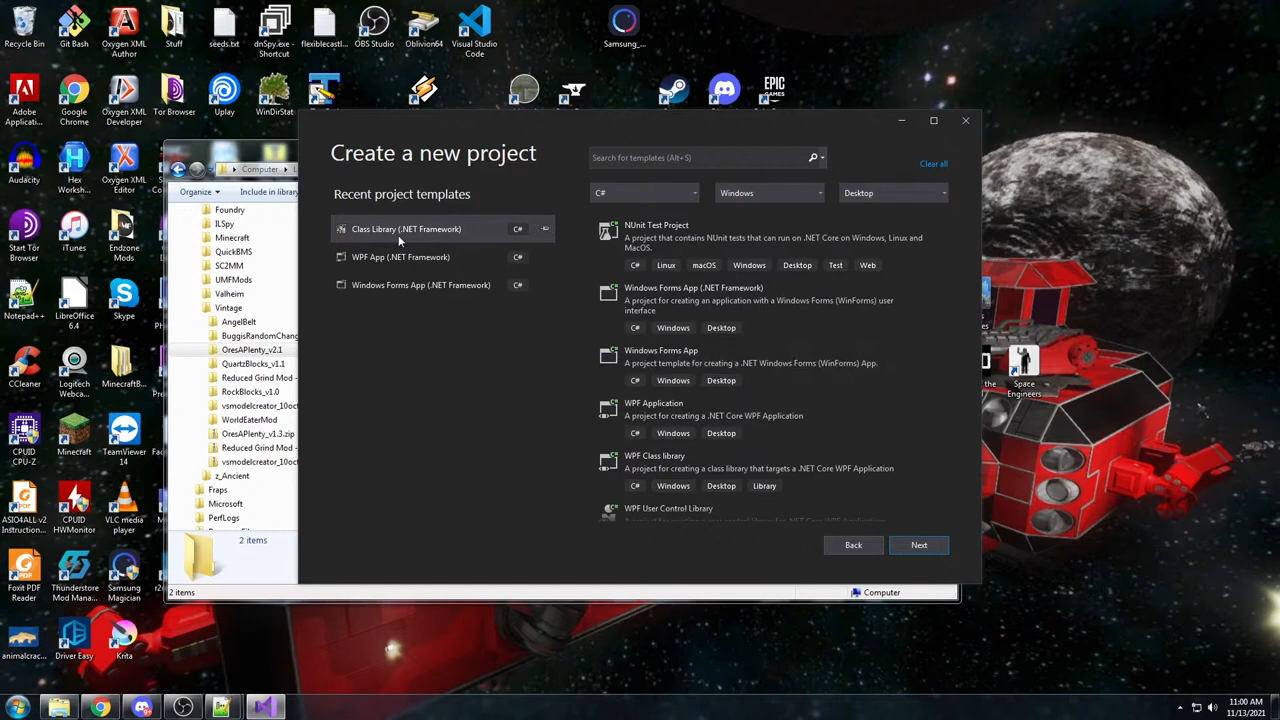 Recycle Bin
Git Bash
Oxygen XML Author
Stuff
seeds.txt
dnSpy.exe - Shortcut
flexiblecastl...
OBS Studio
Oblivion64
Visual Studio Code
Samsung_...
Adobe Applicati...
Google Chrome
Oxygen XML Developer
Tor Browser
Uplay
WinDirStat
EPIC GAMES
Audacity
Hex Worksh...
Oxygen XML Editor
Start Tor Browser
iTunes
Endzone Mods
Notepad++
LibreOffice 6.4
Skype
CCleaner
Logitech Webca...
MinecraftB...
CPUID CPU-Z
Minecraft
TeamViewer 14
ASIO4ALL v2 Instruction...
CPUID HWMonitor
VLC media player
Foxit PDF Reader
Thunderstore Mod Mana...
Samsung Magician
animalcrac...
Driver Easy
Krita
Space Engineers
Computer
Organize
Include in library
Foundry
ILSpy
Minecraft
QuickBMS
SC2MM
UMFMods
Valheim
Vintage
AngelBelt
BuggisRandomChang
OresAPlenty_v2.1
QuartzBlocks_v1.1
Reduced Grind Mod -
RockBlocks_v1.0
vsmodelcreator_10oct
WorldEaterMod
OresAPlenty_v1.3.zip
Reduced Grind Mod -
vsmodelcreator_10oct
z_Ancient
Fraps
Microsoft
PerfLogs
2 items
2 items
Computer
Create a new project
Recent project templates
Class Library (.NET Framework) C#
WPF App (.NET Framework) C#
Windows Forms App (.NET Framework) C#
Search for templates (Alt+S)
Clear all
C# Windows Desktop
NUnit Test Project
A project that contains NUnit tests that can run on .NET Core on Windows, Linux and
MacOS.
C# Linux macOS Windows Desktop Test Web
Windows Forms App (.NET Framework)
A project for creating an application with a Windows Forms (WinForms) user
interface
C# Windows Desktop
Windows Forms App
A project template for creating a .NET Windows Forms (WinForms) App.
C# Windows Desktop
WPF Application
A project for creating a .NET Core WPF Application
C# Windows Desktop
WPF Class library
A project for creating a class library that targets a .NET Core WPF Application
C# Windows Desktop Library
WPF User Control Library
Back
Next
11:00 AM
11/13/2021